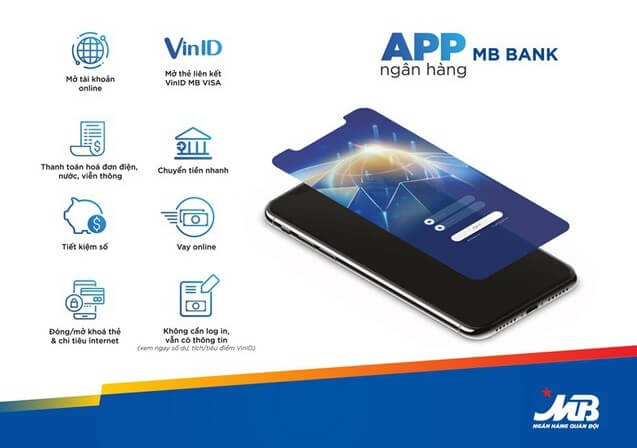 Mở tài khoản
online
VinID
Mở thẻ liên kết
VinID MB VISA
APP MB BANK
ngân hàng
Thanh toán hoá đơn điện,
nước, viễn thông
Chuyển tiền nhanh
Tiết kiệm số
Vay online
Đóng/mở khoá thẻ
& chi tiêu internet
Không cần log in,
vẫn có thông tin
(xem ngay số dư, tích/tiêu điểm VinID)
MB
NGÂN HÀNG QUÂN ĐỘI